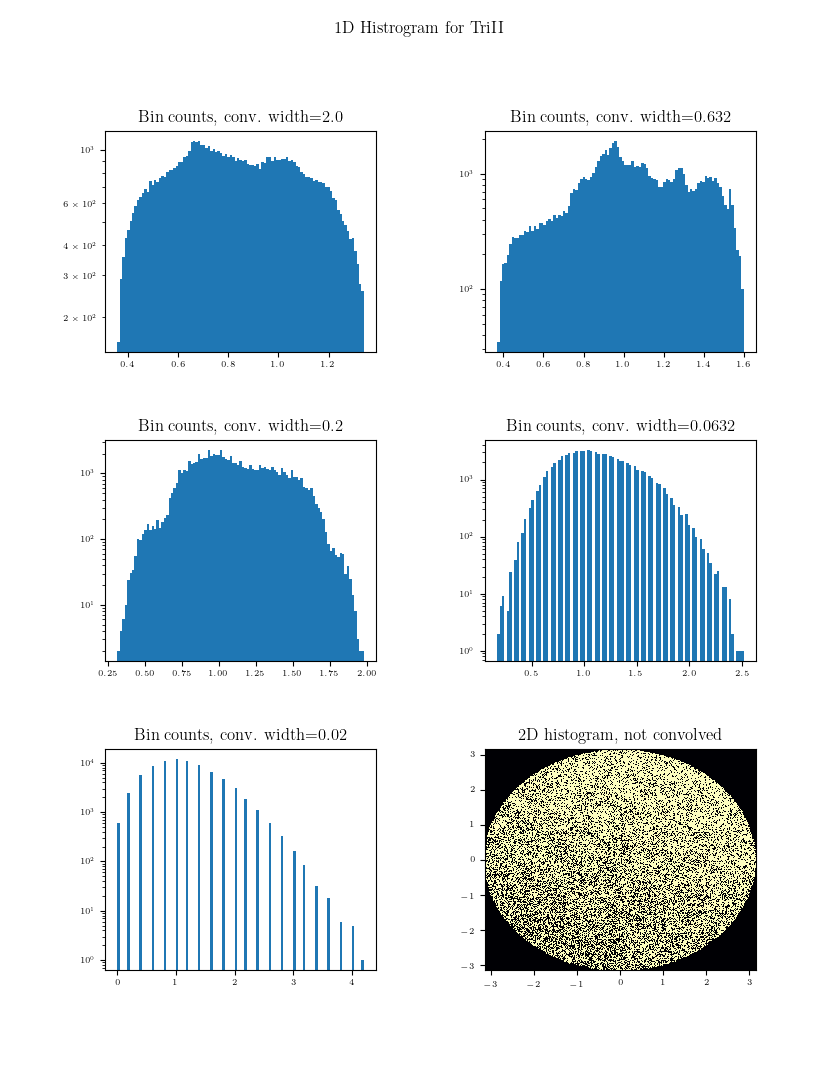 1D Histrogram for TriII
Bin counts, conv. width=2.0
10³
6 × 10²
4 × 10²
3 × 10²
2 × 10²
0.4 0.6 0.8 1.0 1.2
Bin counts, conv. width=0.632
10³
10²
0.4 0.6 0.8 1.0 1.2 1.4 1.6
Bin counts, conv. width=0.2
10³
10²
10¹
0.25 0.50 0.75 1.00 1.25 1.50 1.75 2.00
Bin counts, conv. width=0.0632
10³
10²
10¹
10⁰
0.5 1.0 1.5 2.0 2.5
Bin counts, conv. width=0.02
10⁴
10³
10²
10¹
10⁰
0 1 2 3 4
2D histogram, not convolved
3
2
1
0
−1
−2
−3
−3 −2 −1 0 1 2 3